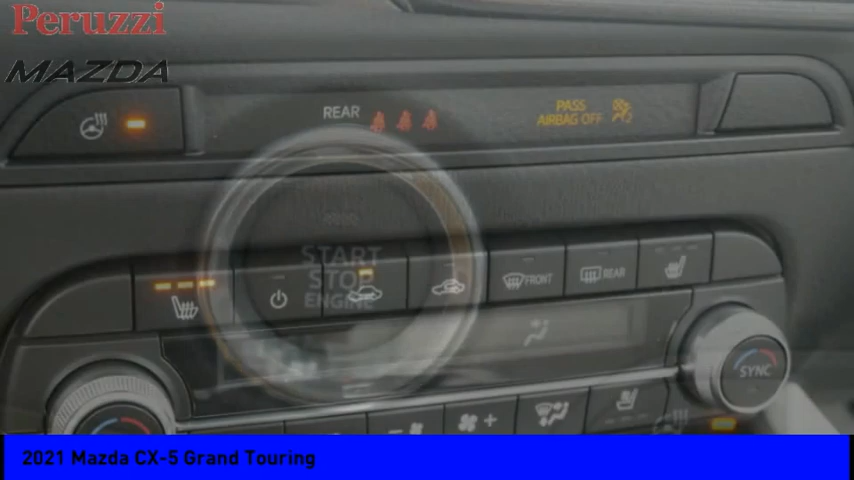 Peruzzi
MAZDA
REAR
PASS
AIRBAG OFF
START
STOP
ENGINE
FRONT
REAR
SYNC
2021 Mazda CX-5 Grand Touring